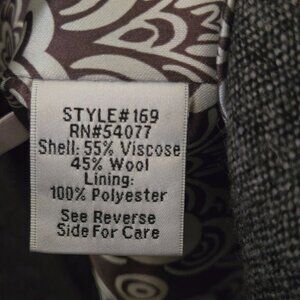 STYLE#169
RN#54077
Shell: 55% Viscose
45% Wool
Lining:
100% Polyester
See Reverse
Side For Care